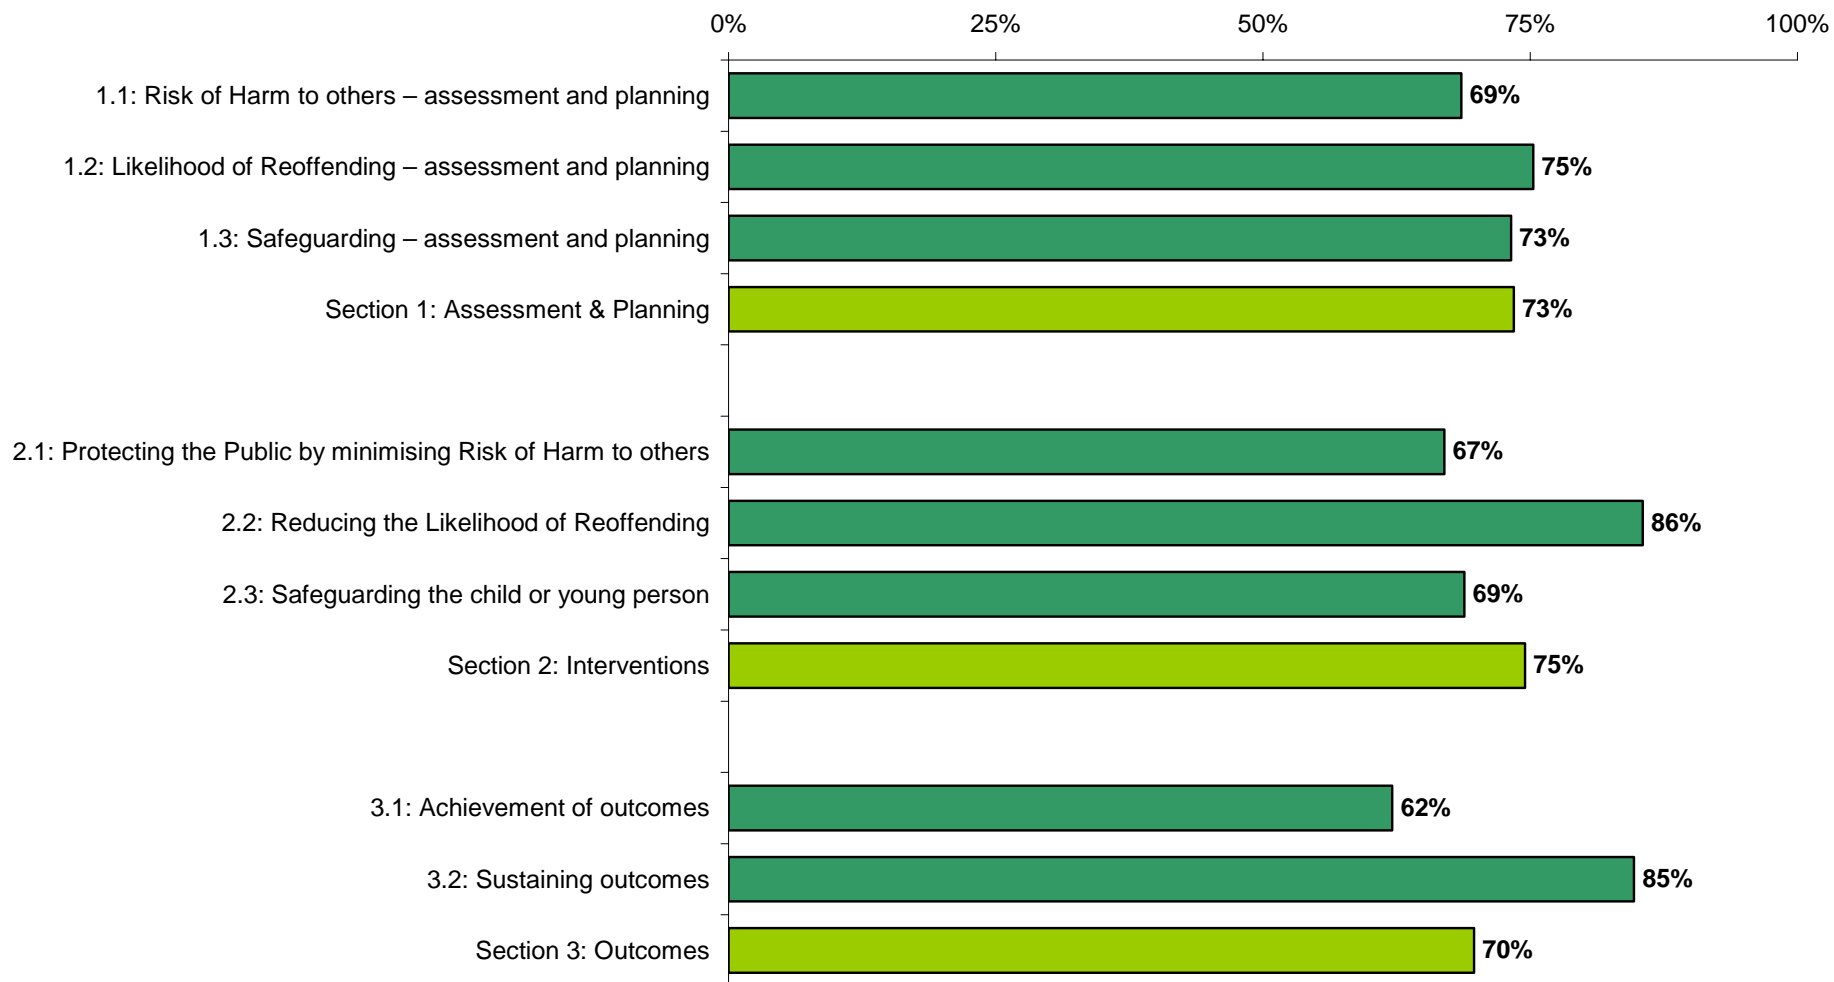 0% 25% 50% 75% 100%
1.1: Risk of Harm to others – assessment and planning 69%
1.2: Likelihood of Reoffending – assessment and planning 75%
1.3: Safeguarding – assessment and planning 73%
Section 1: Assessment & Planning 73%
2.1: Protecting the Public by minimising Risk of Harm to others 67%
2.2: Reducing the Likelihood of Reoffending 86%
2.3: Safeguarding the child or young person 69%
Section 2: Interventions 75%
3.1: Achievement of outcomes 62%
3.2: Sustaining outcomes 85%
Section 3: Outcomes 70%